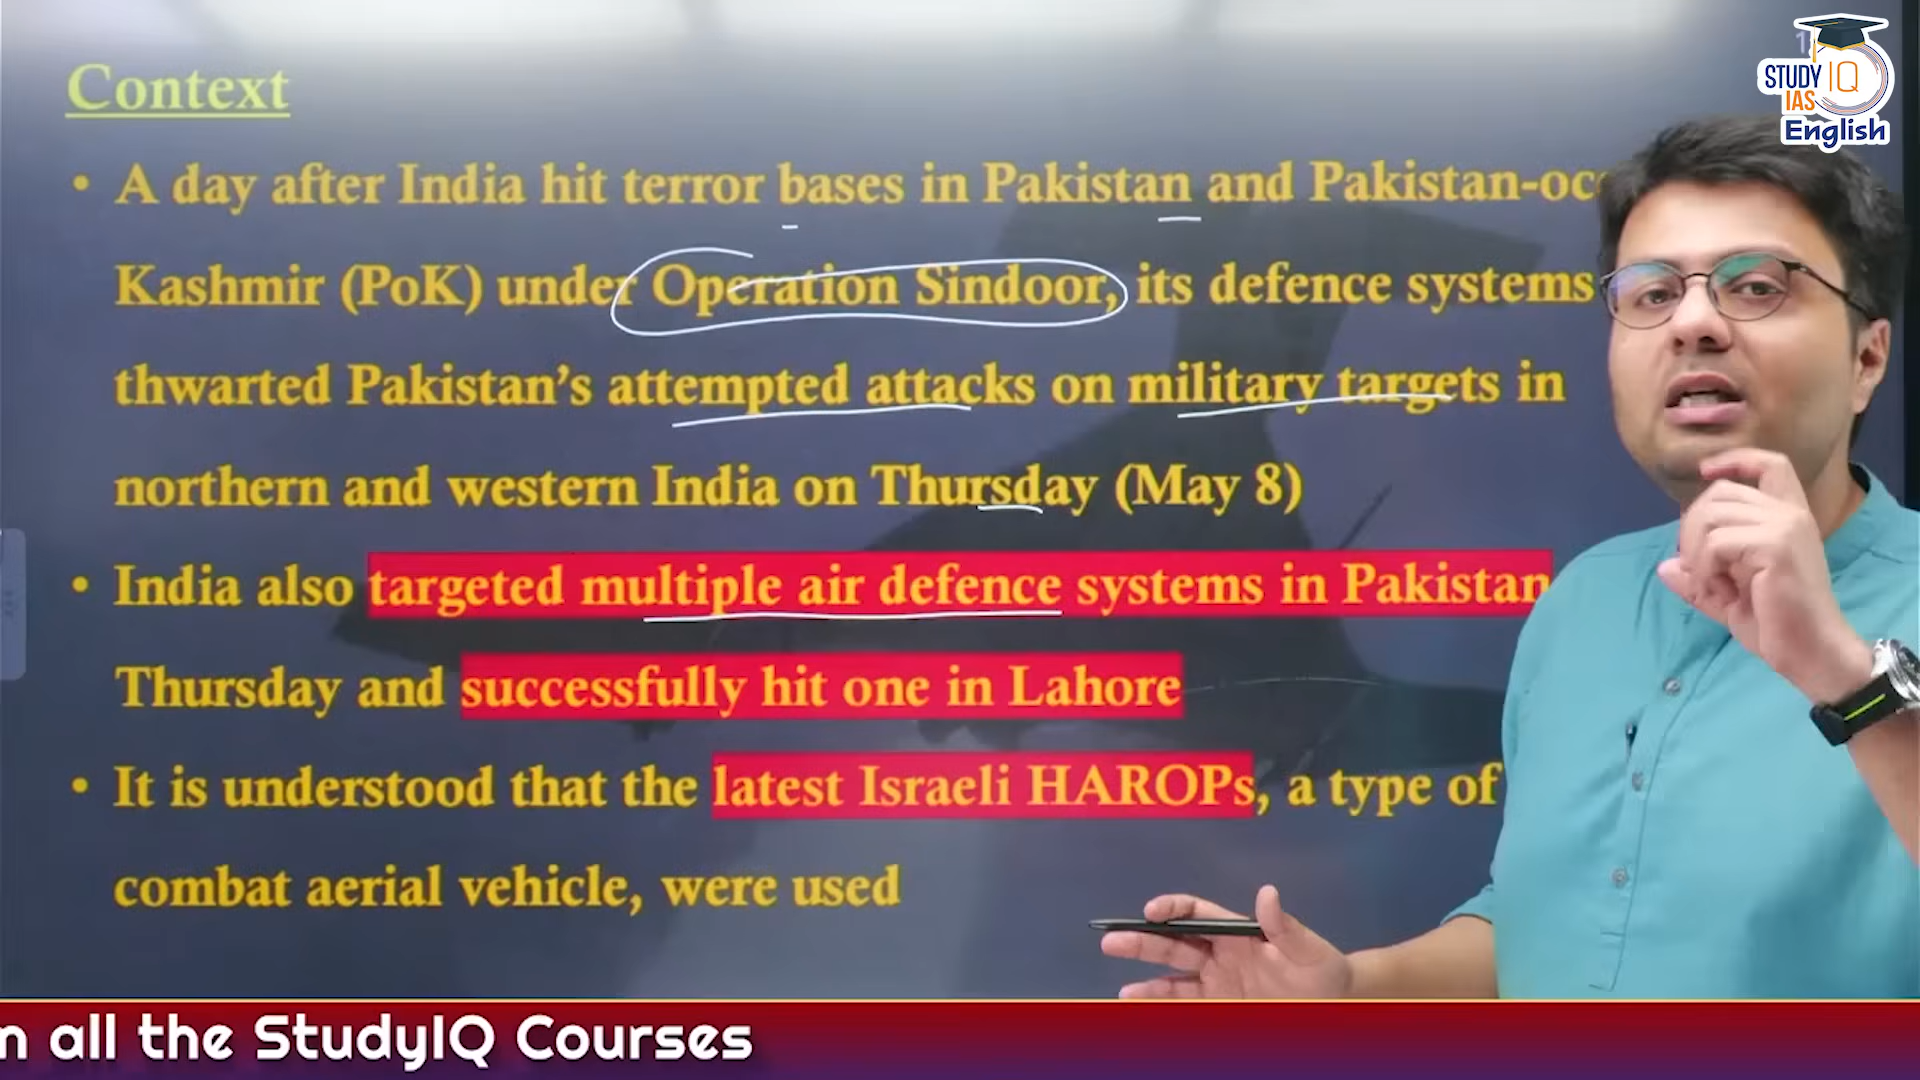 Context
• A day after India hit terror bases in Pakistan and Pakistan-occ
Kashmir (PoK) under Operation Sindoor, its defence systems
thwarted Pakistan’s attempted attacks on military targets in
northern and western India on Thursday (May 8)
• India also targeted multiple air defence systems in Pakistan
Thursday and successfully hit one in Lahore
• It is understood that the latest Israeli HAROPs, a type of
combat aerial vehicle, were used
STUDY IQ
IAS
English
n all the StudyIQ Courses